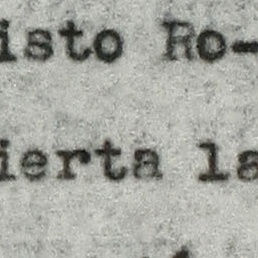 isto Ro-
ierta la